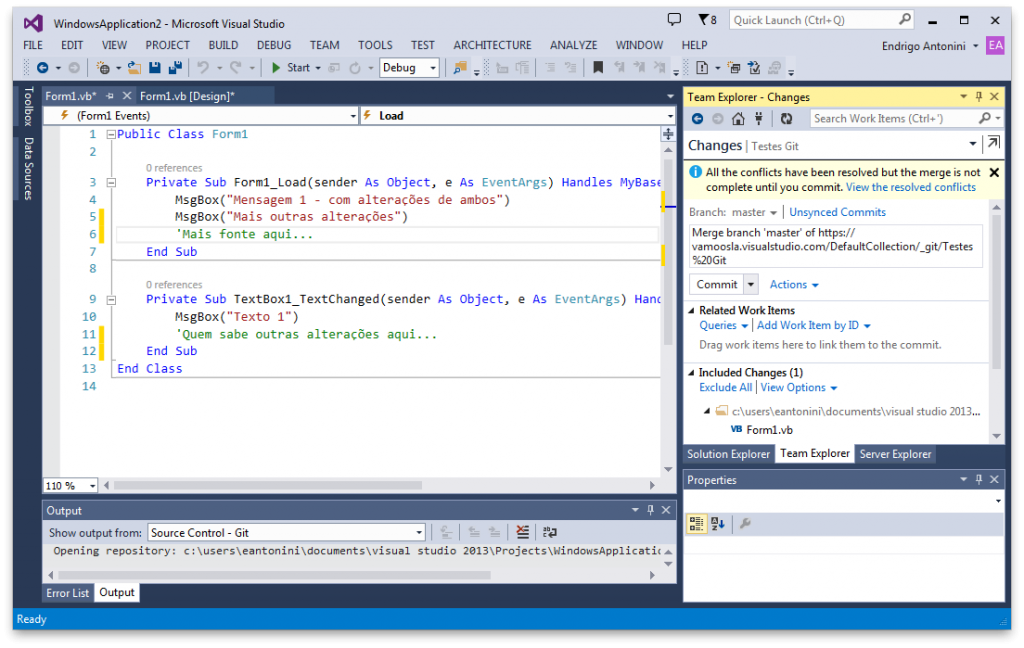 WindowsApplication2 - Microsoft Visual Studio
8
Quick Launch (Ctrl+Q)
FILE EDIT VIEW PROJECT BUILD DEBUG TEAM TOOLS TEST ARCHITECTURE ANALYZE WINDOW HELP
Endrigo Antonini EA
Start Debug
Toolbox
Data Sources
Form1.vb* Form1.vb [Design]*
(Form1 Events) Load
1 Public Class Form1
2
0 references
3 Private Sub Form1_Load(sender As Object, e As EventArgs) Handles MyBase
4 MsgBox("Mensagem 1 - com alterações de ambos")
5 MsgBox("Mais outras alterações")
6 'Mais fonte aqui...
7 End Sub
8
0 references
9 Private Sub TextBox1_TextChanged(sender As Object, e As EventArgs) Hand
10 MsgBox("Texto 1")
11 'Quem sabe outras alterações aqui...
12 End Sub
13 End Class
14
110 %
Output
Show output from: Source Control - Git
Opening repository: c:\users\eantonini\documents\visual studio 2013\Projects\WindowsApplicatio
Error List Output
Team Explorer - Changes
Search Work Items (Ctrl+')
Changes | Testes Git
All the conflicts have been resolved but the merge is not
complete until you commit. View the resolved conflicts
Branch: master Unsynced Commits
Merge branch 'master' of https://
vamoosla.visualstudio.com/DefaultCollection/_git/Testes
%20Git
Commit Actions
Related Work Items
Queries Add Work Item by ID
Drag work items here to link them to the commit.
Included Changes (1)
Exclude All View Options
c:\users\eantonini\documents\visual studio 2013...
VB Form1.vb
Solution Explorer Team Explorer Server Explorer
Properties
Ready